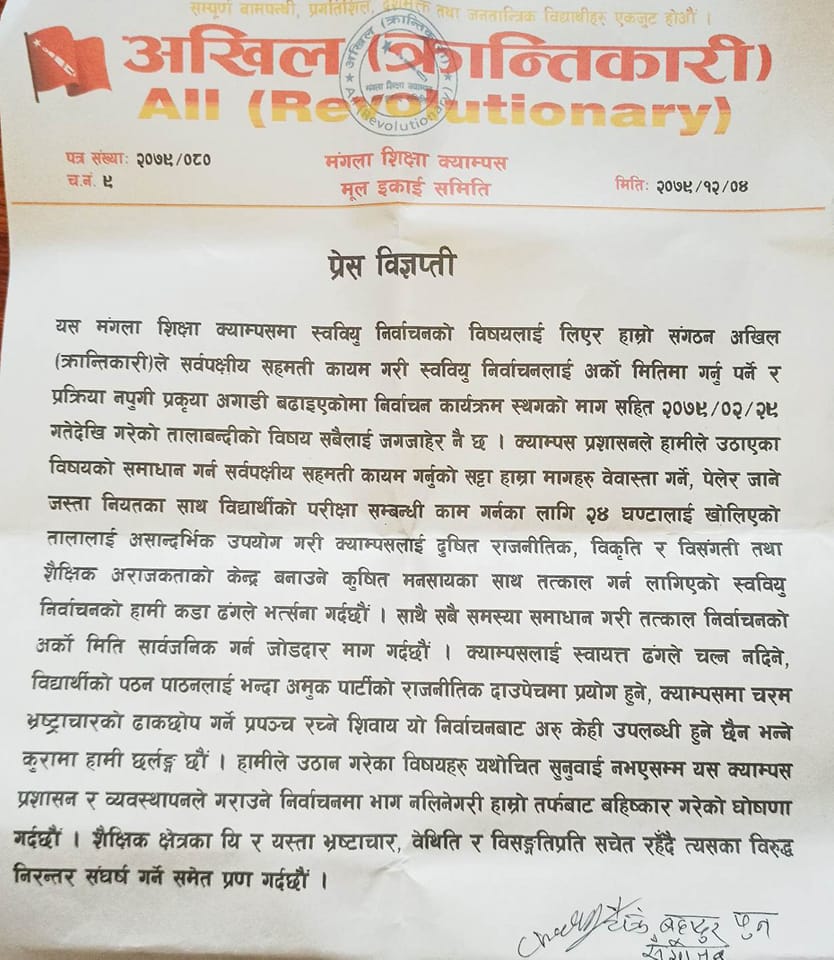 सम्पूर्ण बामपन्थी, प्रगतिशिल, देशभक्त तथा जनतान्त्रिक विद्यार्थीहरु एकजुट होऔं ।
अखिल (क्रान्तिकारी)
All (Revolutionary)
पत्र संख्याः २०७९/०८०
मंगला शिक्षा क्याम्पस
च.नं. ९
मूल इकाई समिति
मितिः २०७९/१२/०४
प्रेस विज्ञप्ती
यस मंगला शिक्षा क्याम्पसमा स्ववियु निर्वाचनको विषयलाई लिएर हाम्रो संगठन अखिल
(क्रान्तिकारी)ले सर्वपक्षीय सहमती कायम गरी स्ववियु निर्वाचनलाई अर्को मितिमा गर्नु पर्ने र
प्रक्रिया नपुगी प्रकृया अगाडी बढाइएकोमा निर्वाचन कार्यक्रम स्थगको माग सहित २०७९/०२/२९
गतेदेखि गरेको तालाबन्दीको विषय सबैलाई जगजाहेर नै छ । क्याम्पस प्रशासनले हामीले उठाएका
विषयको समाधान गर्न सर्वपक्षीय सहमती कायम गर्नुको सट्टा हाम्रा मागहरु वेवास्ता गर्ने, पेलेर जाने
जस्ता नियतका साथ विद्यार्थीको परीक्षा सम्बन्धी काम गर्नका लागि २४ घण्टालाई खोलिएको
तालालाई असान्दर्भिक उपयोग गरी क्याम्पसलाई दुषित राजनीतिक, विकृति र विसंगती तथा
शैक्षिक अराजकताको केन्द्र बनाउने कुषित मनसायका साथ तत्काल गर्न लागिएको स्ववियु
निर्वाचनको हामी कडा ढंगले भर्त्सना गर्दछौं । साथै सबै समस्या समाधान गरी तत्काल निर्वाचनको
अर्को मिति सार्वजनिक गर्न जोडदार माग गर्दछौं । क्याम्पसलाई स्वायत्त ढंगले चल्न नदिने,
विद्यार्थीको पठन पाठनलाई भन्दा अमुक पार्टीको राजनीतिक दाउपेचमा प्रयोग हुने, क्याम्पसमा चरम
भ्रष्ट्राचारको ढाकछोप गर्ने प्रपञ्च रच्ने शिवाय यो निर्वाचनबाट अरु केही उपलब्धी हुने छैन भन्ने
कुरामा हामी छर्लङ्ग छौं । हामीले उठान गरेका विषयहरु यथोचित सुनुवाई नभएसम्म यस क्याम्पस
प्रशासन र व्यवस्थापनले गराउने निर्वाचनमा भाग नलिनेगरी हाम्रो तर्फबाट बहिष्कार गरेको घोषणा
गर्दछौं । शैक्षिक क्षेत्रका यि र यस्ता भ्रष्टाचार, वेथिति र विसङ्गतिप्रति सचेत रहँदै त्यसका विरुद्ध
निरन्तर संघर्ष गर्ने समेत प्रण गर्दछौं ।
बहादुर पुन